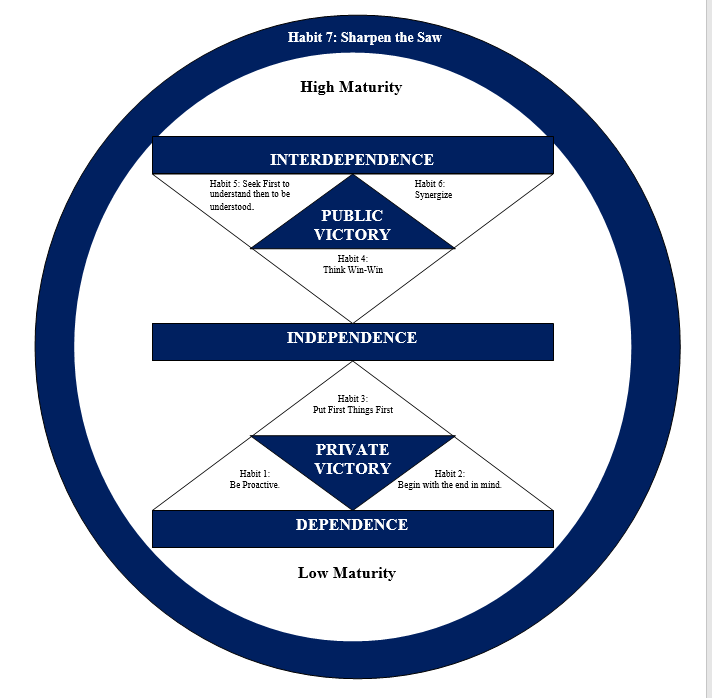 Habit 7: Sharpen the Saw
High Maturity
INTERDEPENDENCE
Habit 5: Seek First to
understand then to be
understood.
Habit 6:
Synergize
PUBLIC
VICTORY
Habit 4:
Think Win-Win
INDEPENDENCE
Habit 3:
Put First Things First
PRIVATE
VICTORY
Habit 1:
Be Proactive.
Habit 2:
Begin with the end in mind.
DEPENDENCE
Low Maturity